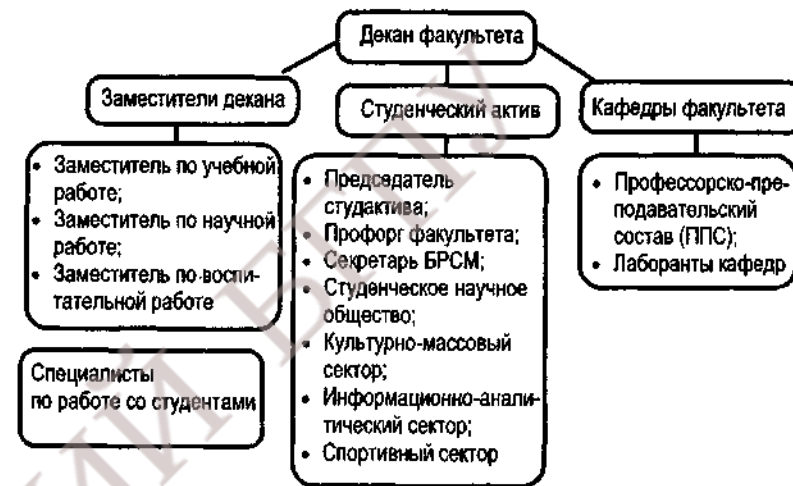 Декан факультета
Заместители декана
Студенческий актив
Кафедры факультета
• Заместитель по учебной
работе;
• Заместитель по научной
работе;
• Заместитель по воспи-
тательной работе
Специалисты
по работе со студентами
• Председатель
студактива;
• Профорг факультета;
• Секретарь БРСМ;
• Студенческое научное
общество;
• Культурно-массовый
сектор;
• Информационно-анали-
тический сектор;
• Спортивный сектор
• Профессорско-пре-
подавательский
состав (ППС);
• Лаборанты кафедр
БГПУ